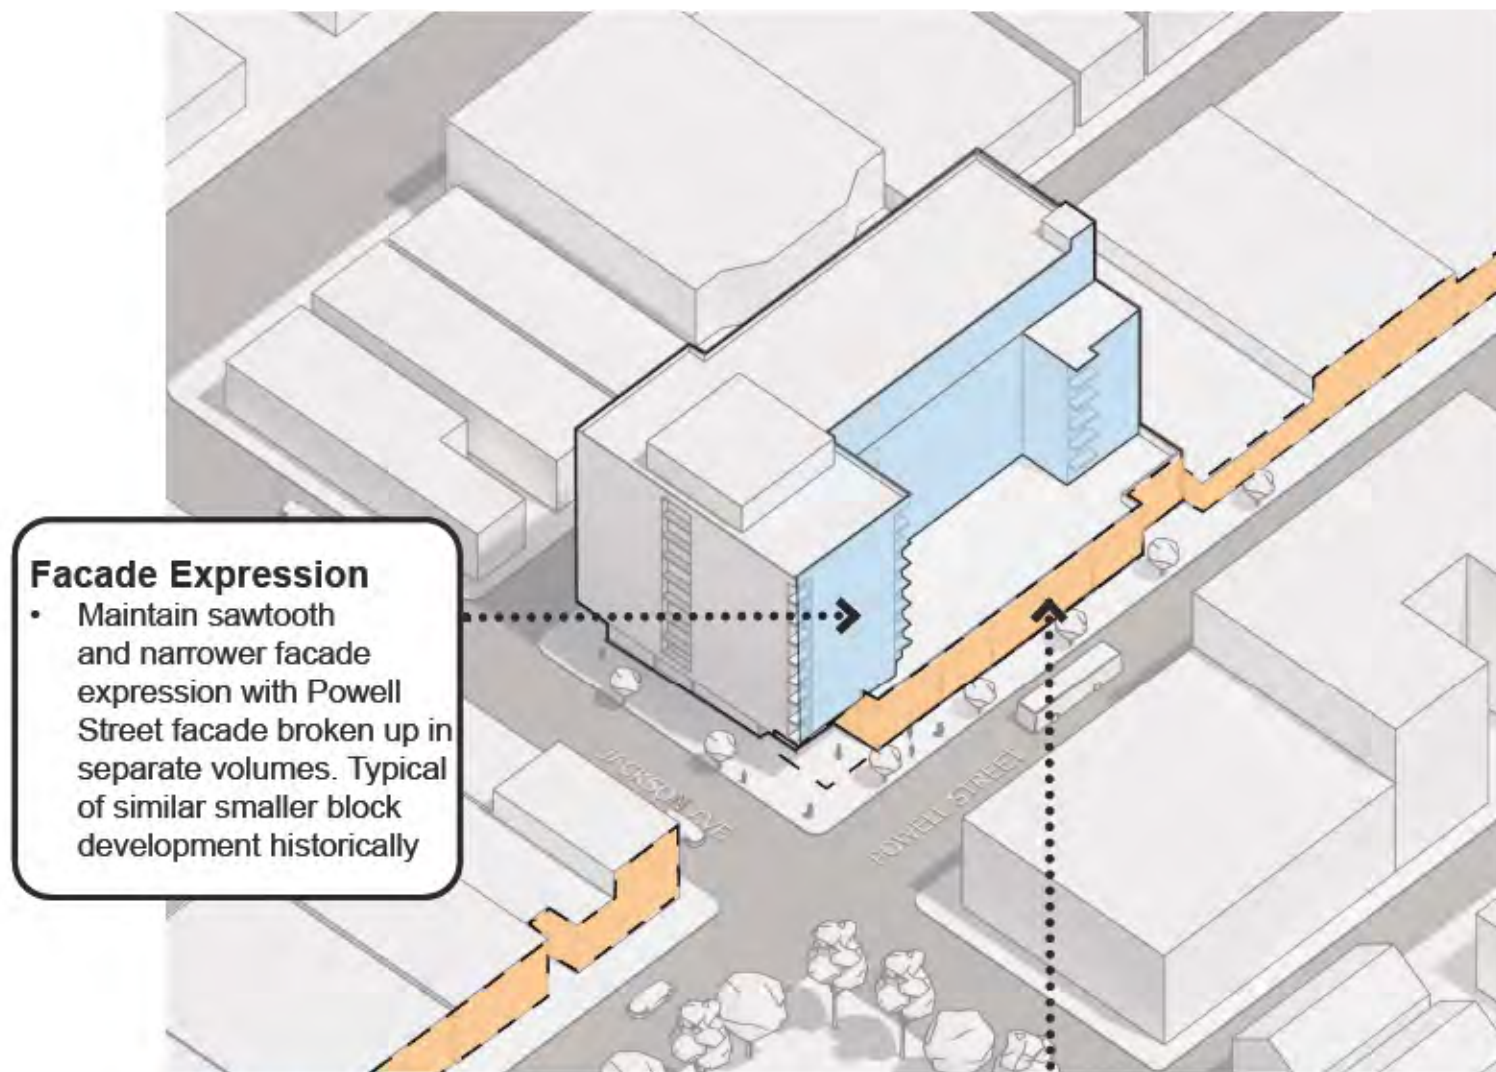 Facade Expression
• Maintain sawtooth
and narrower facade
expression with Powell
Street facade broken up in
separate volumes. Typical
of similar smaller block
development historically
JACKSON AVE
POWELL STREET